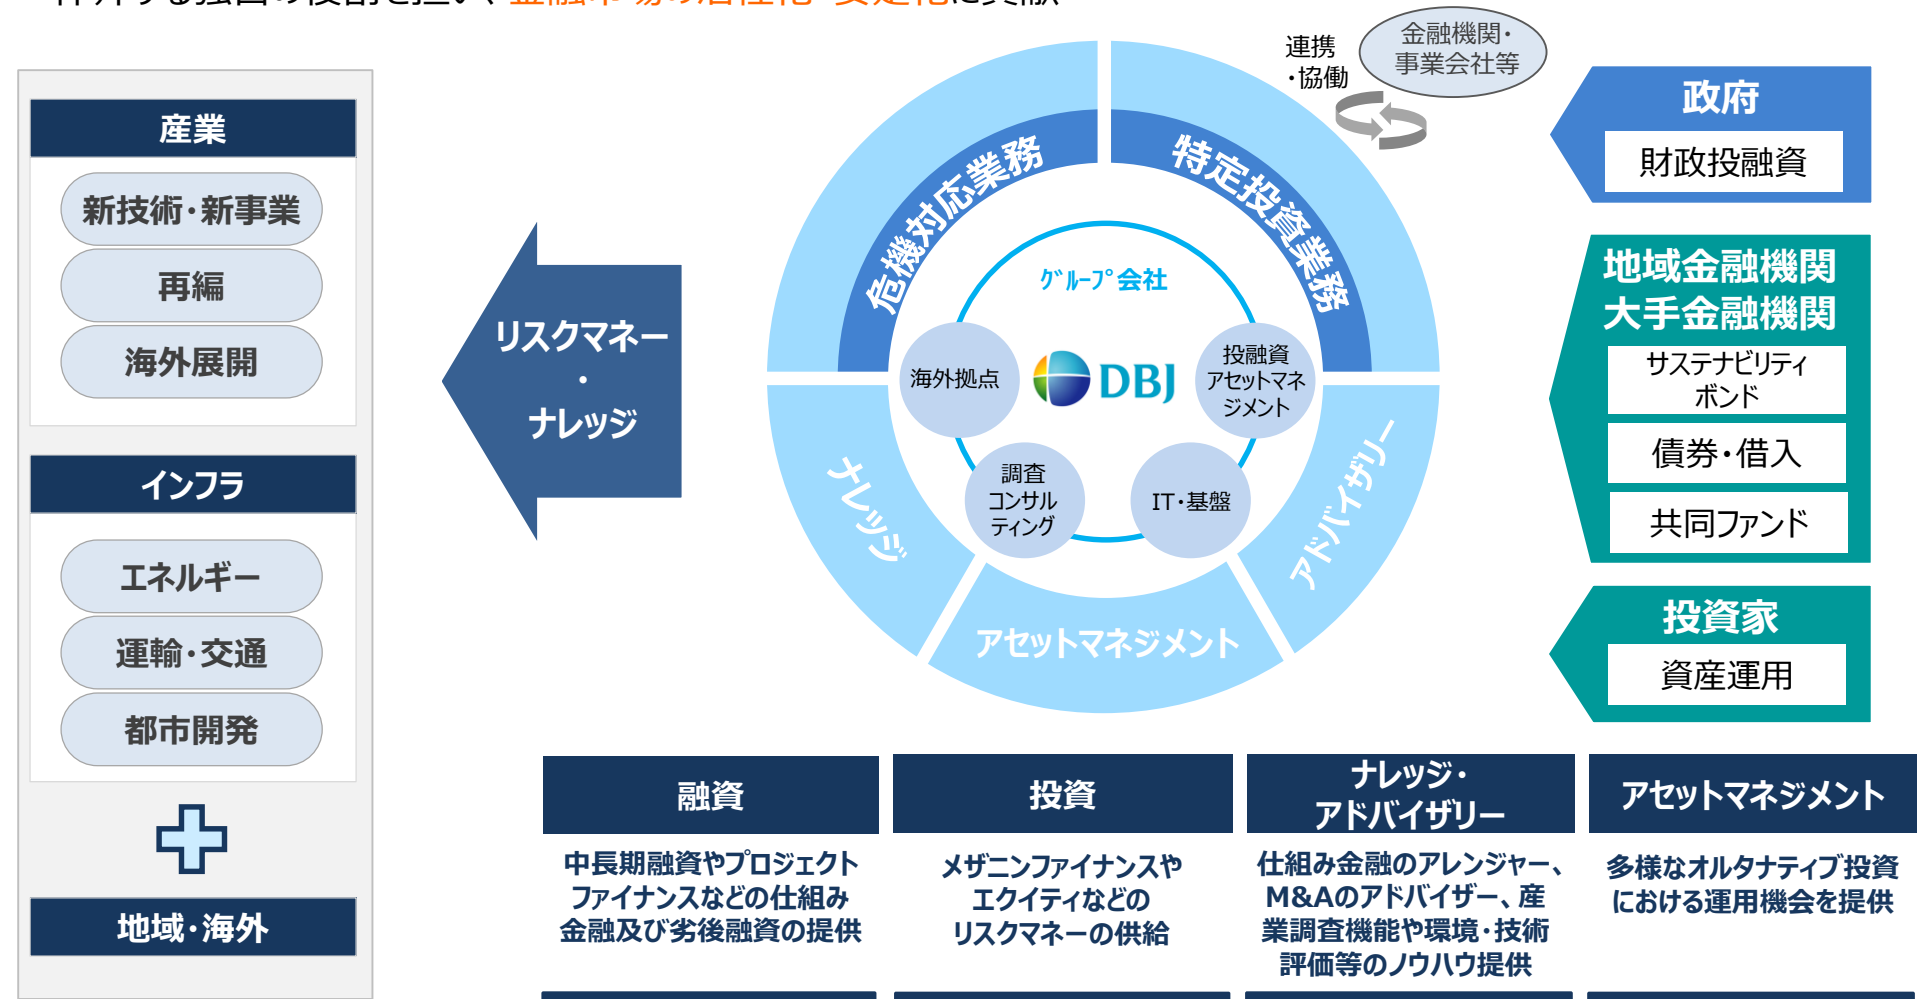 金融市場の活性化・安定化に貢献
産業
新技術・新事業
再編
海外展開
インフラ
エネルギー
運輸・交通
都市開発
地域・海外
リスクマネー
・
ナレッジ
連携
・協働
金融機関・
事業会社等
危機対応業務
特定投資業務
グループ会社
海外拠点
DBJ
投融資
アセットマネ
ジメント
調査
コンサル
ティング
IT・基盤
ナレッジ
アセットマネジメント
アドバイザリー
政府
財政投融資
地域金融機関
大手金融機関
サステナビリティ
ボンド
債券・借入
共同ファンド
投資家
資産運用
融資
中長期融資やプロジェクト
ファイナンスなどの仕組み
金融及び劣後融資の提供
投資
メザニンファイナンスや
エクイティなどの
リスクマネーの供給
ナレッジ・
アドバイザリー
仕組み金融のアレンジャー、
M&Aのアドバイザー、産
業調査機能や環境・技術
評価等のノウハウ提供
アセットマネジメント
多様なオルタナティブ投資
における運用機会を提供